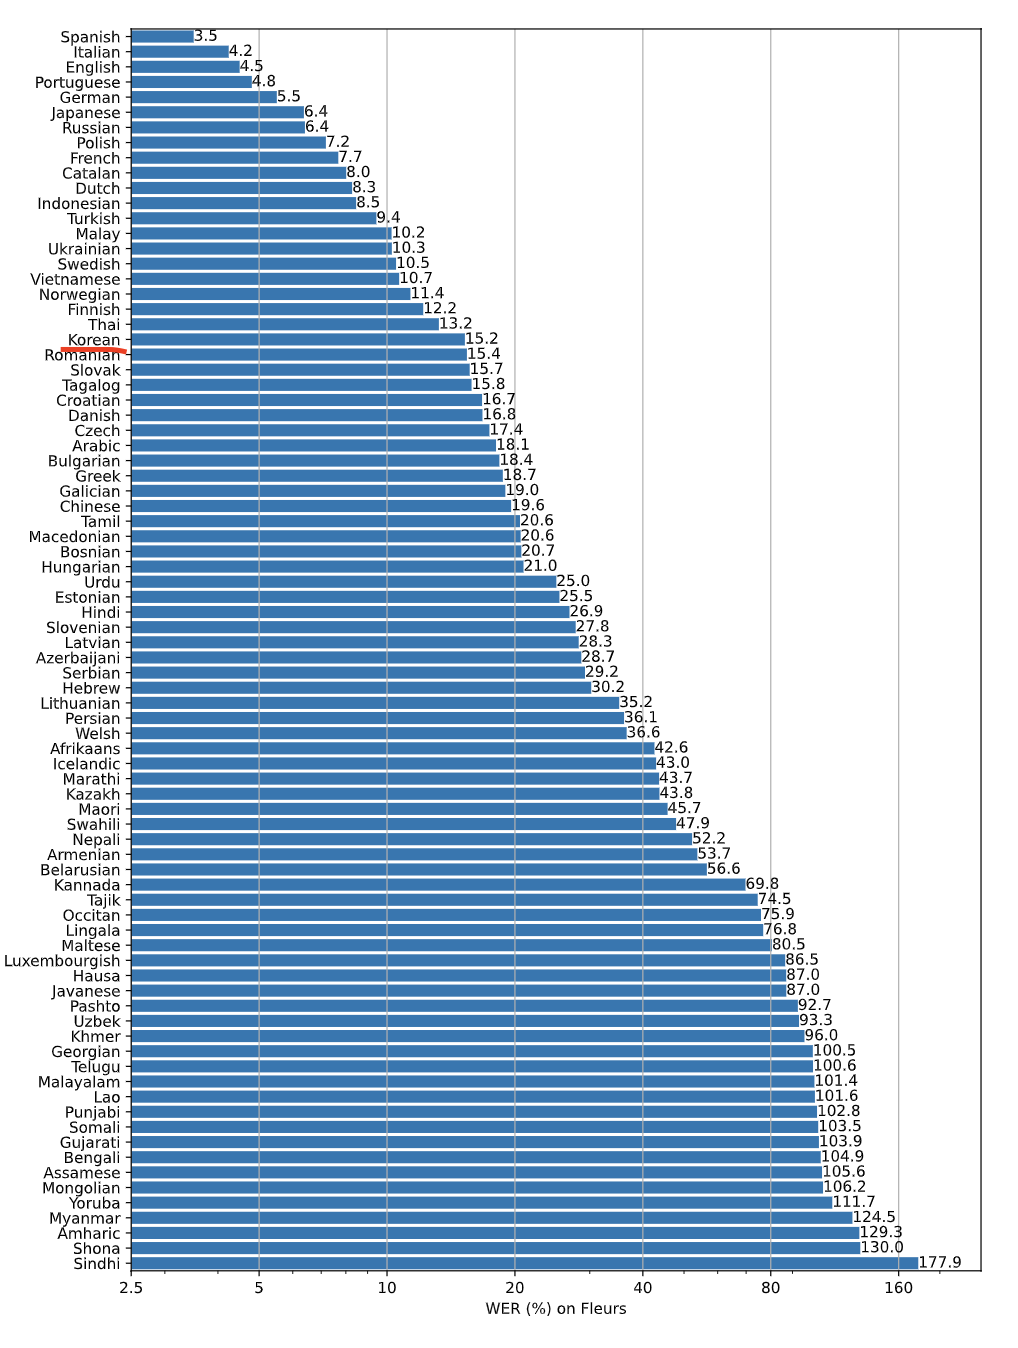 Spanish 3.5
Italian 4.2
English 4.5
Portuguese 4.8
German 5.5
Japanese 6.4
Russian 6.4
Polish 7.2
French 7.7
Catalan 8.0
Dutch 8.3
Indonesian 8.5
Turkish 9.4
Malay 10.2
Ukrainian 10.3
Swedish 10.5
Vietnamese 10.7
Norwegian 11.4
Finnish 12.2
Thai 13.2
Korean 15.2
Romanian 15.4
Slovak 15.7
Tagalog 15.8
Croatian 16.7
Danish 16.8
Czech 17.4
Arabic 18.1
Bulgarian 18.4
Greek 18.7
Galician 19.0
Chinese 19.6
Tamil 20.6
Macedonian 20.6
Bosnian 20.7
Hungarian 21.0
Urdu 25.0
Estonian 25.5
Hindi 26.9
Slovenian 27.8
Latvian 28.3
Azerbaijani 28.7
Serbian 29.2
Hebrew 30.2
Lithuanian 35.2
Persian 36.1
Welsh 36.6
Afrikaans 42.6
Icelandic 43.0
Marathi 43.7
Kazakh 43.8
Maori 45.7
Swahili 47.9
Nepali 52.2
Armenian 53.7
Belarusian 56.6
Kannada 69.8
Tajik 74.5
Occitan 75.9
Lingala 76.8
Maltese 80.5
Luxembourgish 86.5
Hausa 87.0
Javanese 87.0
Pashto 92.7
Uzbek 93.3
Khmer 96.0
Georgian 100.5
Telugu 100.6
Malayalam 101.4
Lao 101.6
Punjabi 102.8
Somali 103.5
Gujarati 103.9
Bengali 104.9
Assamese 105.6
Mongolian 106.2
Yoruba 111.7
Myanmar 124.5
Amharic 129.3
Shona 130.0
Sindhi 177.9
2.5 5 10 20 40 80 160
WER (%) on Fleurs